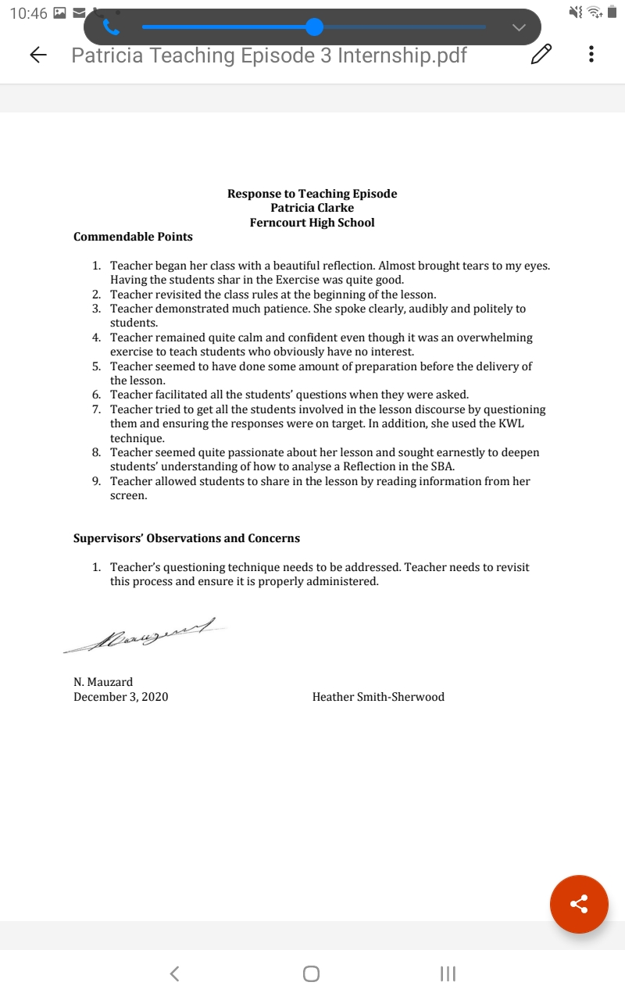 10:46
Patricia Teaching Episode 3 Internship.pdf
Response to Teaching Episode
Patricia Clarke
Ferncourt High School
Commendable Points
1. Teacher began her class with a beautiful reflection. Almost brought tears to my eyes.
Having the students shar in the Exercise was quite good.
2. Teacher revisited the class rules at the beginning of the lesson.
3. Teacher demonstrated much patience. She spoke clearly, audibly and politely to
students.
4. Teacher remained quite calm and confident even though it was an overwhelming
exercise to teach students who obviously have no interest.
5. Teacher seemed to have done some amount of preparation before the delivery of
the lesson.
6. Teacher facilitated all the students’ questions when they were asked.
7. Teacher tried to get all the students involved in the lesson discourse by questioning
them and ensuring the responses were on target. In addition, she used the KWL
technique.
8. Teacher seemed quite passionate about her lesson and sought earnestly to deepen
students’ understanding of how to analyse a Reflection in the SBA.
9. Teacher allowed students to share in the lesson by reading information from her
screen.
Supervisors’ Observations and Concerns
1. Teacher’s questioning technique needs to be addressed. Teacher needs to revisit
this process and ensure it is properly administered.
N. Mauzard
December 3, 2020 Heather Smith-Sherwood